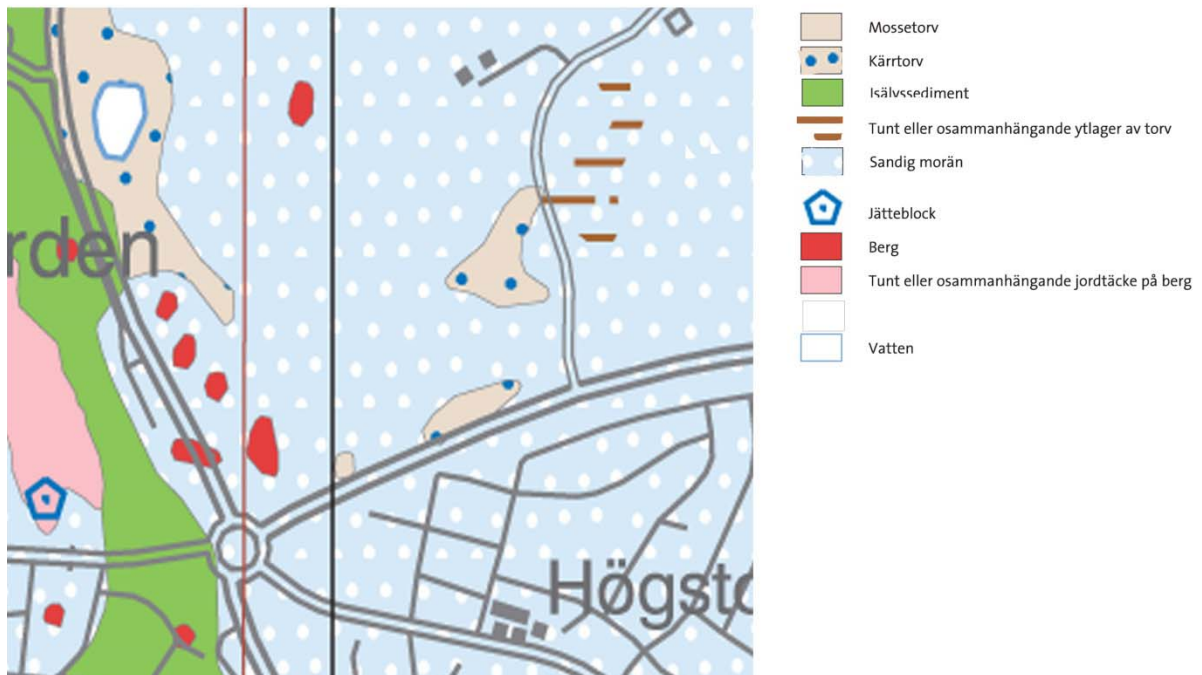 rden
Högsto
Mossetorv
Kärrtorv
Isälvssediment
Tunt eller osammanhängande ytlager av torv
Sandig morän
Jätteblock
Berg
Tunt eller osammanhängande jordtäcke på berg
Vatten